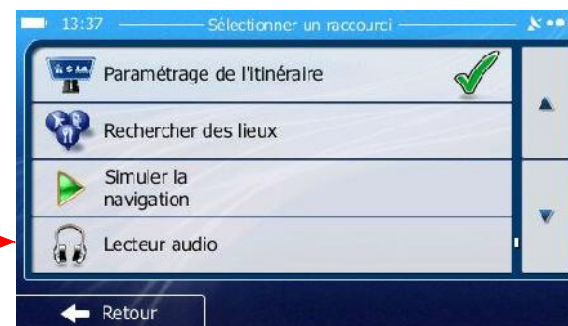 13:37
Sélectionner un raccourci
Paramétrage de l'Itinéraire
Rechercher des lieux
Simuler la
navigation
Lecteur audio
Retour